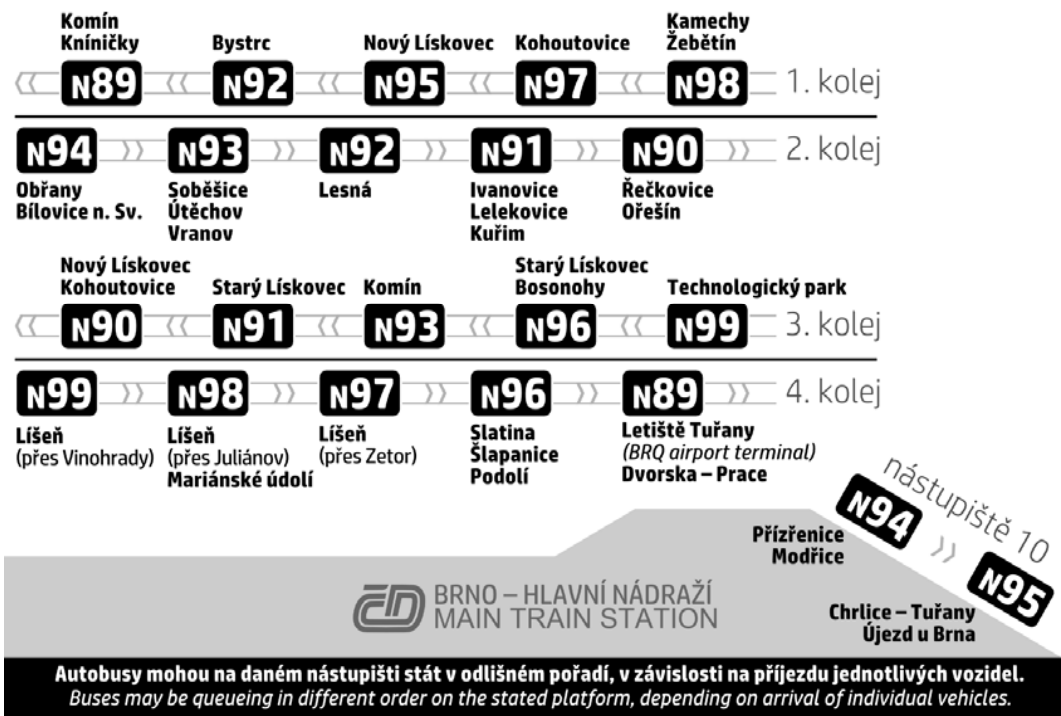 Komín
Kníničky
Bystrc
Nový Lískovec
Kohoutovice
Kamechy
Žebětín
N89
N92
N95
N97
N98
1. kolej
N94
N93
N92
N91
N90
2. kolej
Obřany
Bílovice n. Sv.
Soběšice
Útěchov
Vranov
Lesná
Ivanovice
Lelekovice
Kuřim
Řečkovice
Ořešín
Nový Lískovec
Kohoutovice
Starý Lískovec
Komín
Starý Lískovec
Bosonohy
Technologický park
N90
N91
N93
N96
N99
3. kolej
N99
N98
N97
N96
N89
4. kolej
Líšeň
(přes Vinohrady)
Líšeň
(přes Juliánov)
Mariánské údolí
Líšeň
(přes Zetor)
Slatina
Šlapanice
Podolí
Letiště Tuřany
(BRQ airport terminal)
Dvorska – Prace
nástupiště 10
N94
N95
Přízřenice
Modřice
Chrlice – Tuřany
Újezd u Brna
ČD
BRNO – HLAVNÍ NÁDRAŽÍ
MAIN TRAIN STATION
Autobusy mohou na daném nástupišti stát v odlišném pořadí, v závislosti na příjezdu jednotlivých vozidel.
Buses may be queueing in different order on the stated platform, depending on arrival of individual vehicles.